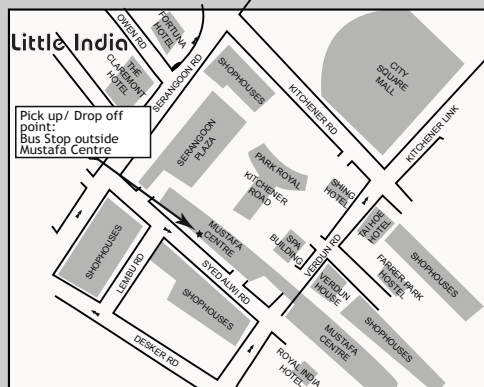 Little India
OWEN RD
FORTUNA
HOTEL
THE
CLAREMONT
HOTEL
SERANGOON RD
SHOPHOUSES
CITY
SQUARE
MALL
KITCHENER RD
KITCHENER LINK
Pick up/ Drop off
point:
Bus Stop outside
Mustafa Centre
SERANGOON
PLAZA
PARK ROYAL
KITCHENER
ROAD
SHING
HOTEL
TAI HOE
HOTEL
SHOPHOUSES
MUSTAFA
CENTRE
SPA
BUILDING
VERDUN RD
FARRER PARK
HOSTEL
SHOPHOUSES
LEMBU RD
SYED ALWI RD
VERDUN
HOUSE
SHOPHOUSES
SHOPHOUSES
MUSTAFA
CENTRE
DESKER RD
ROYAL INDIA
HOTEL